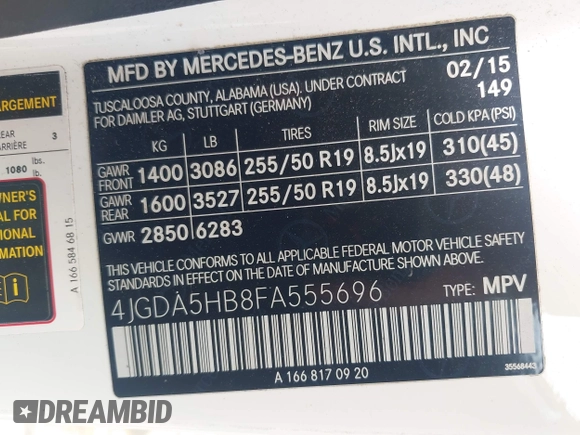 MFD BY MERCEDES-BENZ U.S. INTL., INC
TUSCALOOSA COUNTY, ALABAMA (USA). UNDER CONTRACT 02/15
FOR DAIMLER AG, STUTTGART (GERMANY) 149
KG LB TIRES RIM SIZE COLD KPA (PSI)
GAWR FRONT 1400 3086 255/50 R19 8.5Jx19 310(45)
GAWR REAR 1600 3527 255/50 R19 8.5Jx19 330(48)
GVWR 2850 6283
THIS VEHICLE CONFORMS TO ALL APPLICABLE FEDERAL MOTOR VEHICLE SAFETY
STANDARDS IN EFFECT ON THE DATE OF MANUFACTURE SHOWN ABOVE.
4JGDA5HB8FA555696 TYPE: MPV
A 166 817 09 20
35568443
ARGEMENT
EAR 3
ARRIÈRE
1080 lbs.
lb.
WNER'S
AL FOR
TIONAL
RMATION
A 166 584 68 15
DREAMBID